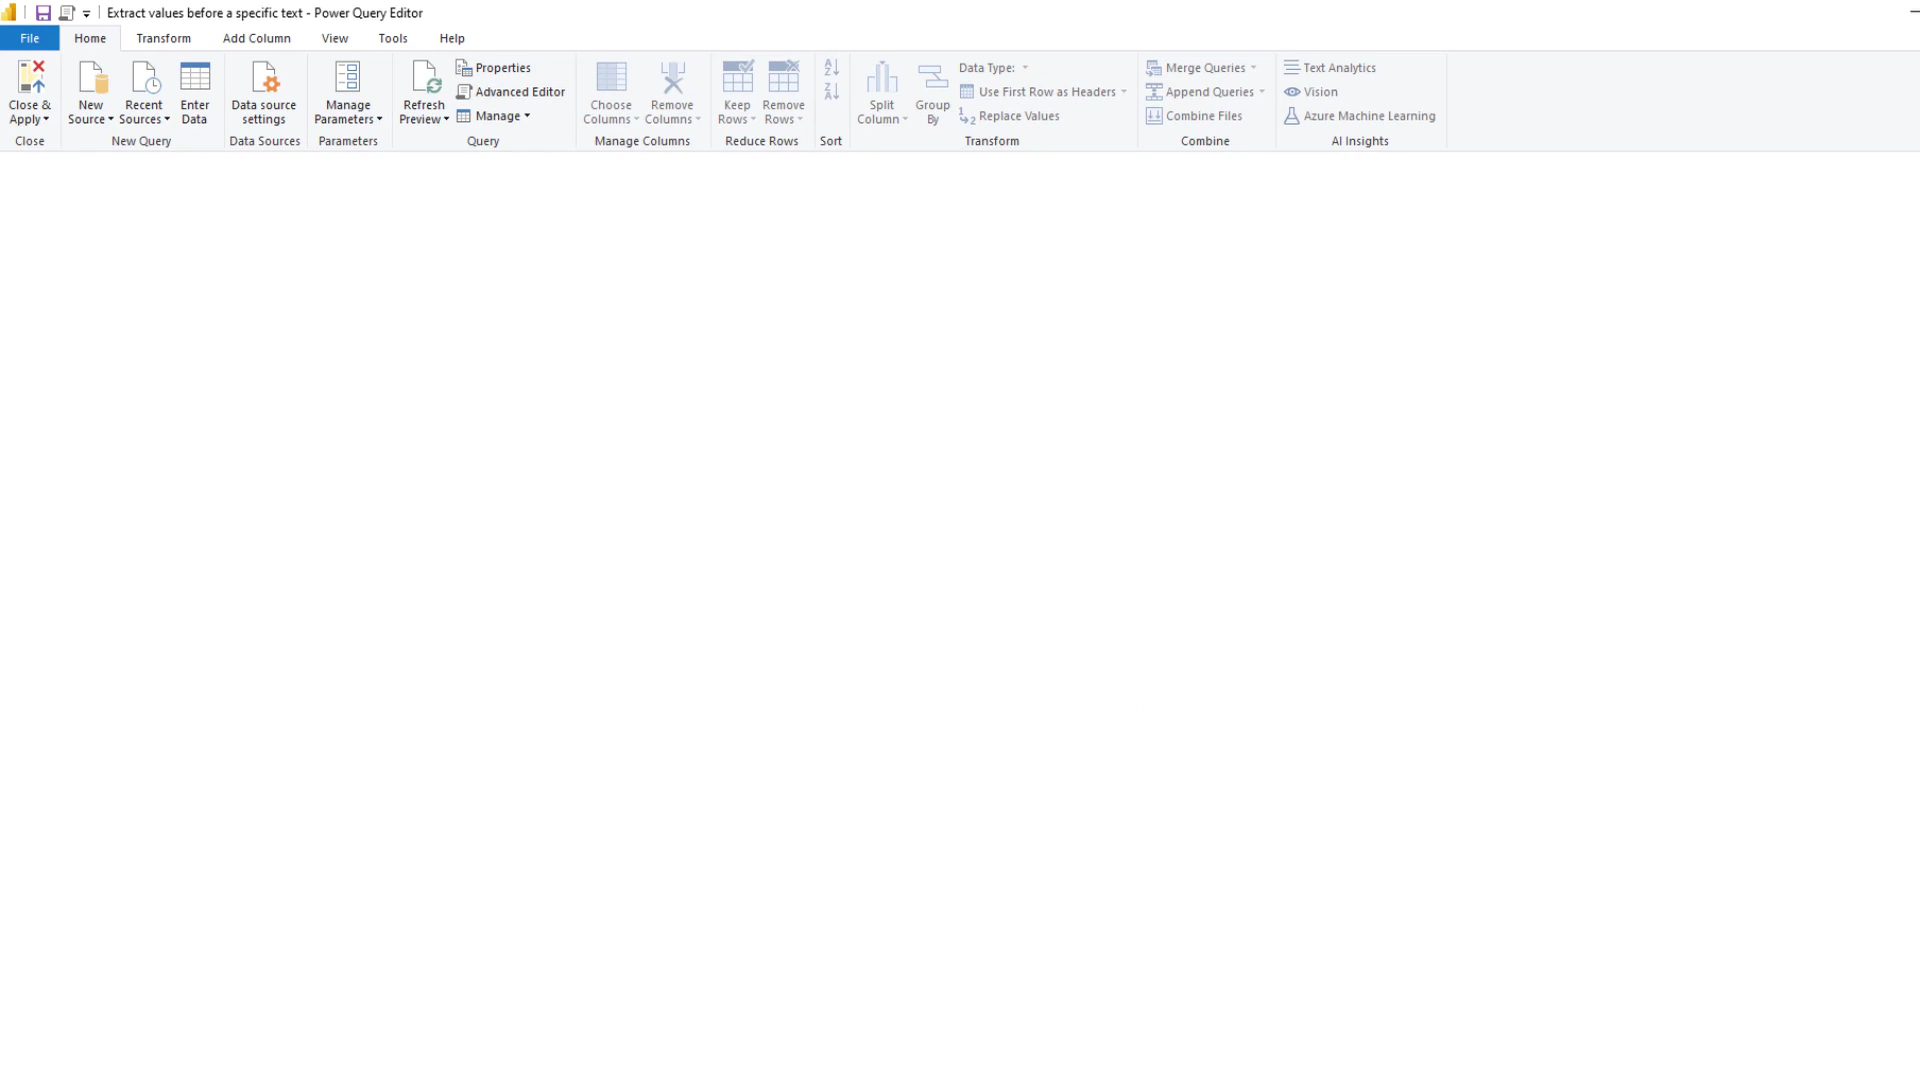 Extract values before a specific text - Power Query Editor
File Home Transform Add Column View Tools Help
Close & Apply
New Source
Recent Sources
Enter Data
Data source settings
Manage Parameters
Refresh Preview
Properties
Advanced Editor
Manage
Choose Columns
Remove Columns
Keep Rows
Remove Rows
A
Z
Z
A
Split Column
Group By
Data Type:
Use First Row as Headers
1
2
Replace Values
Merge Queries
Append Queries
Combine Files
Text Analytics
Vision
Azure Machine Learning
Close New Query Data Sources Parameters Query Manage Columns Reduce Rows Sort Transform Combine AI Insights